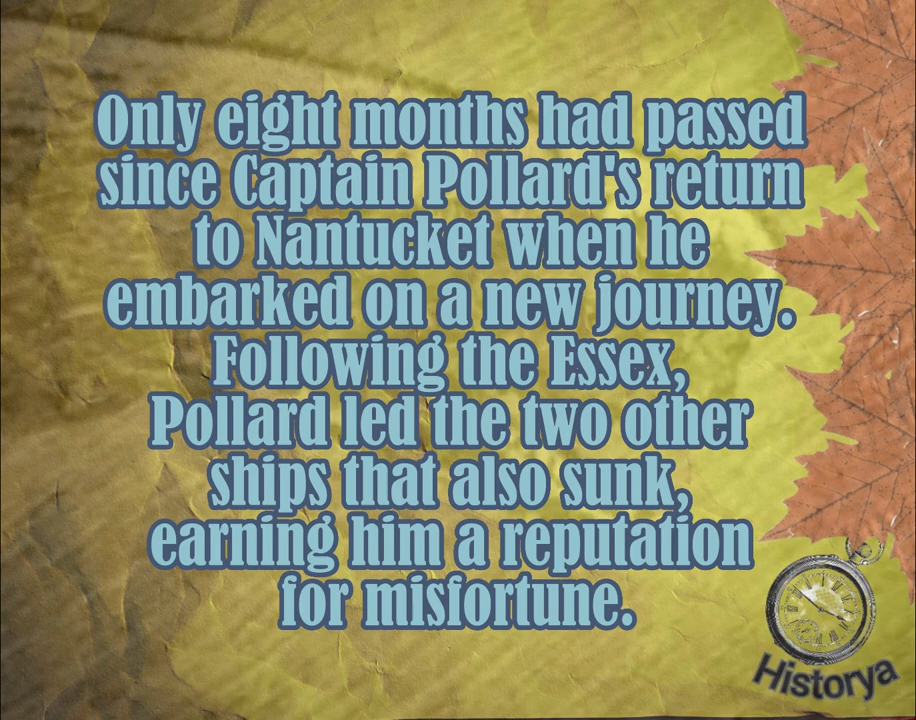 Only eight months had passed
since Captain Pollard's return
to Nantucket when he
embarked on a new journey.
Following the Essex,
Pollard led the two other
ships that also sunk,
earning him a reputation
for misfortune.
Historya